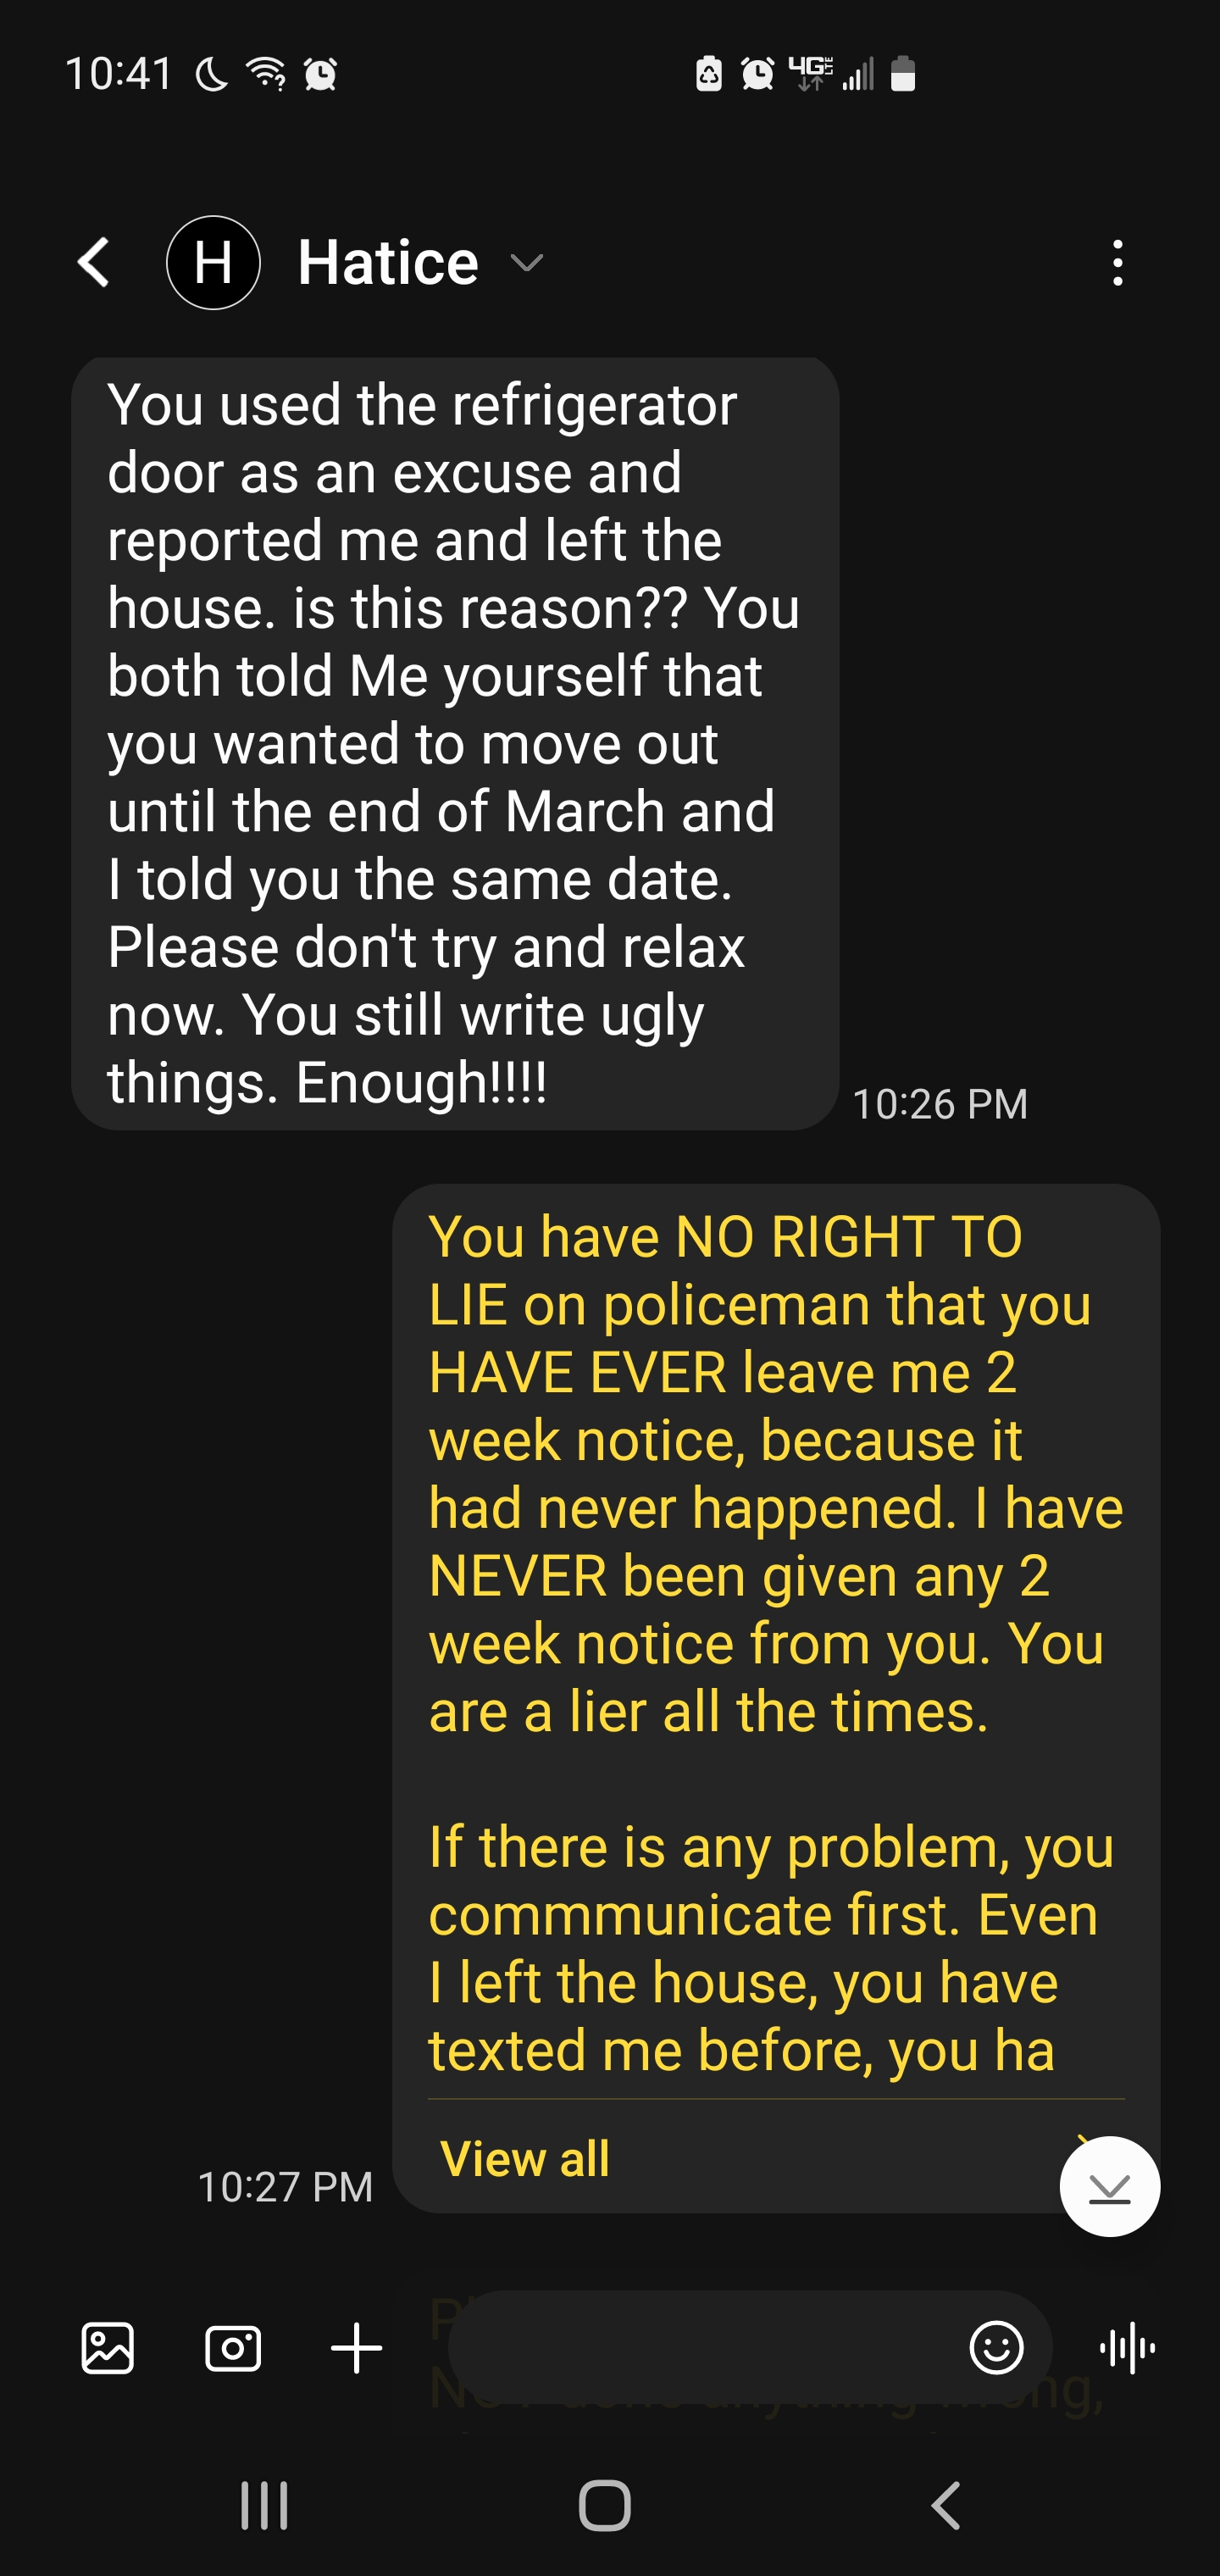 10:41
4G LTE
H Hatice
You used the refrigerator
door as an excuse and
reported me and left the
house. is this reason?? You
both told Me yourself that
you wanted to move out
until the end of March and
I told you the same date.
Please don't try and relax
now. You still write ugly
things. Enough!!!!
10:26 PM
You have NO RIGHT TO
LIE on policeman that you
HAVE EVER leave me 2
week notice, because it
had never happened. I have
NEVER been given any 2
week notice from you. You
are a lier all the times.
If there is any problem, you
commmunicate first. Even
I left the house, you have
texted me before, you ha
View all
10:27 PM